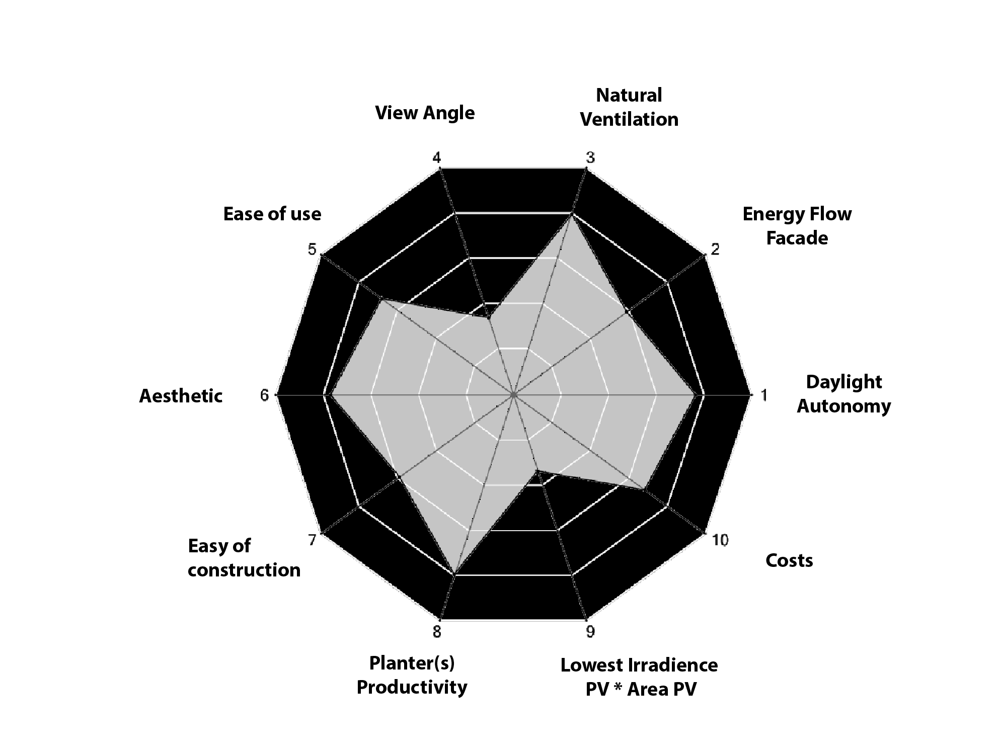 Natural
Ventilation
View Angle
4
3
Ease of use
Energy Flow
Facade
5
2
Daylight
Autonomy
Aesthetic
6
1
Easy of
construction
7
10
Costs
8
9
Planter(s)
Productivity
Lowest Irradience
PV * Area PV